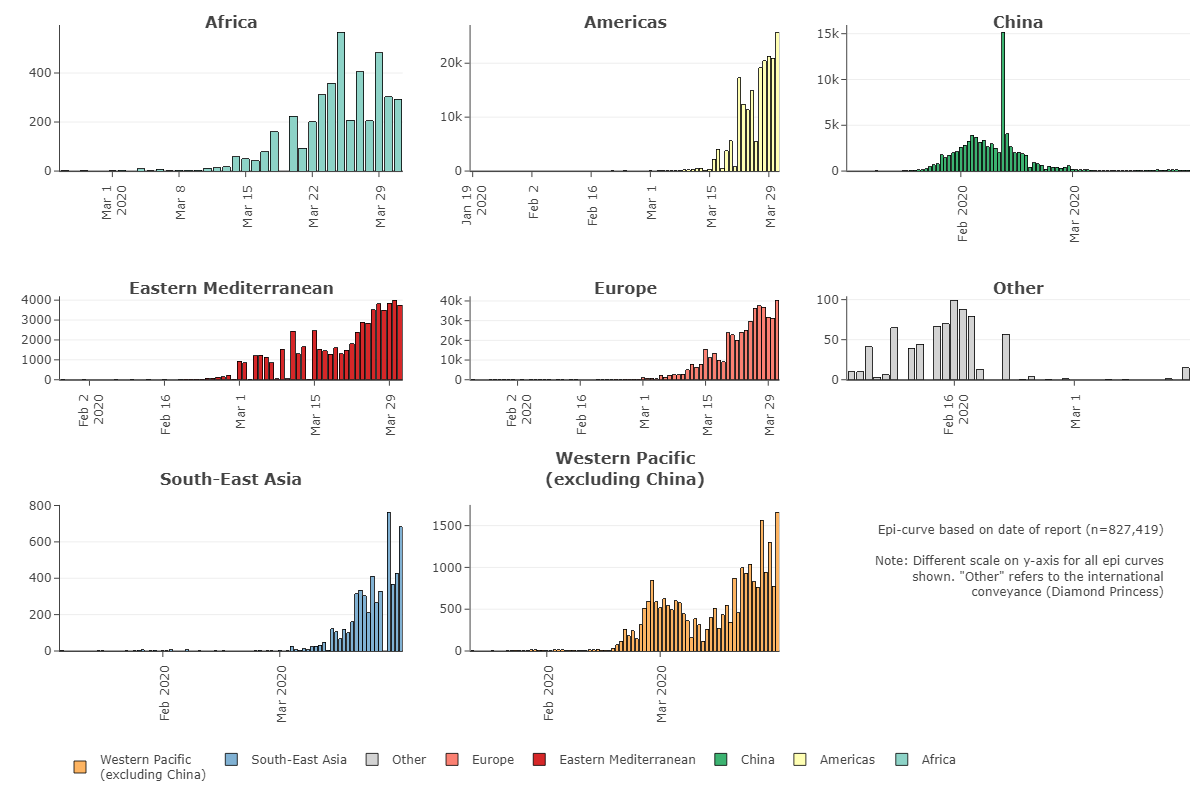 Africa
Americas
China
400
200
0
Mar 1
2020
Mar 8
Mar 15
Mar 22
Mar 29
20k
10k
0
Jan 19
2020
Feb 2
Feb 16
Mar 1
Mar 15
Mar 29
15k
10k
5k
0
Feb 2020
Mar 2020
Eastern Mediterranean
Europe
Other
4000
3000
2000
1000
0
Feb 2
2020
Feb 16
Mar 1
Mar 15
Mar 29
40k
30k
20k
10k
0
Feb 2
2020
Feb 16
Mar 1
Mar 15
Mar 29
100
50
0
Feb 16
2020
Mar 1
South-East Asia
Western Pacific
(excluding China)
800
600
400
200
0
Feb 2020
Mar 2020
1500
1000
500
0
Feb 2020
Mar 2020
Epi-curve based on date of report (n=827,419)
Note: Different scale on y-axis for all epi curves
shown. "Other" refers to the international
conveyance (Diamond Princess)
Western Pacific
(excluding China)
South-East Asia
Other
Europe
Eastern Mediterranean
China
Americas
Africa